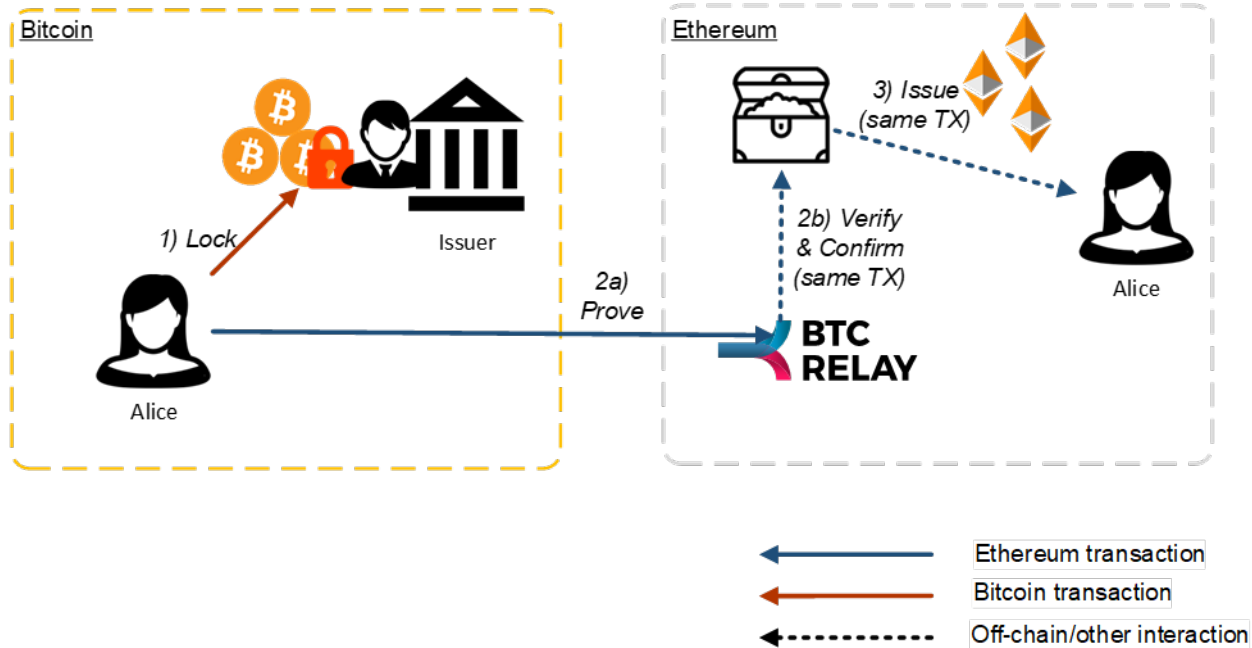 Bitcoin
1) Lock
Issuer
Alice
2a)
Prove
Ethereum
3) Issue
(same TX)
2b) Verify
& Confirm
(same TX)
Alice
BTC
RELAY
Ethereum transaction
Bitcoin transaction
Off-chain/other interaction